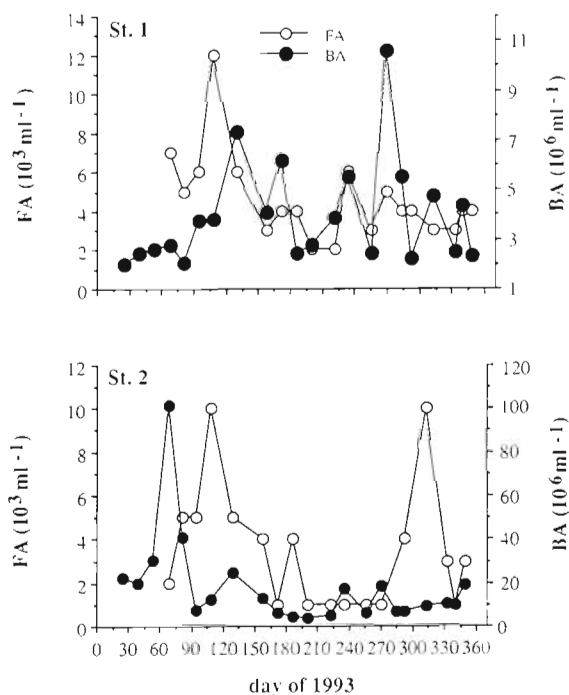 St. 1
FA
BA
14
12
10
8
6
4
2
0
FA (10³ ml⁻¹)
11
9
7
5
3
1
BA (10⁶ ml⁻¹)
St. 2
12
10
8
6
4
2
0
FA (10³ ml⁻¹)
120
100
80
60
40
20
0
BA (10⁶ ml⁻¹)
0 30 60 90 120 150 180 210 240 270 300 330 360
day of 1993